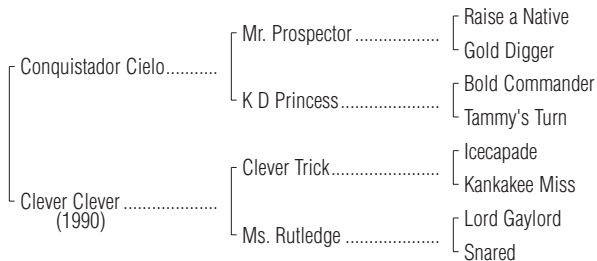 Raise a Native
Mr. Prospector ..................
Gold Digger
Conquistador Cielo...........
Bold Commander
K D Princess.....................
Tammy's Turn
Icecapade
Clever Trick.......................
Kankakee Miss
Clever Clever ....................
(1990)
Lord Gaylord
Ms. Rutledge ....................
Snared